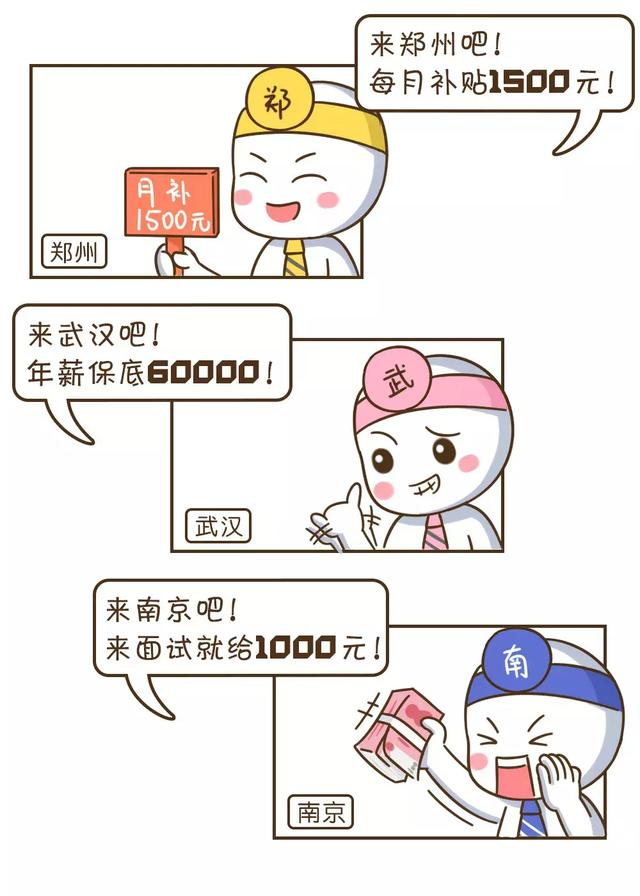 来郑州吧！
每月补贴1500元！
郑
月补
1500元
郑州
来武汉吧！
年薪保底60000！
武
武汉
来南京吧！
来面试就给1000元！
南
100
南京